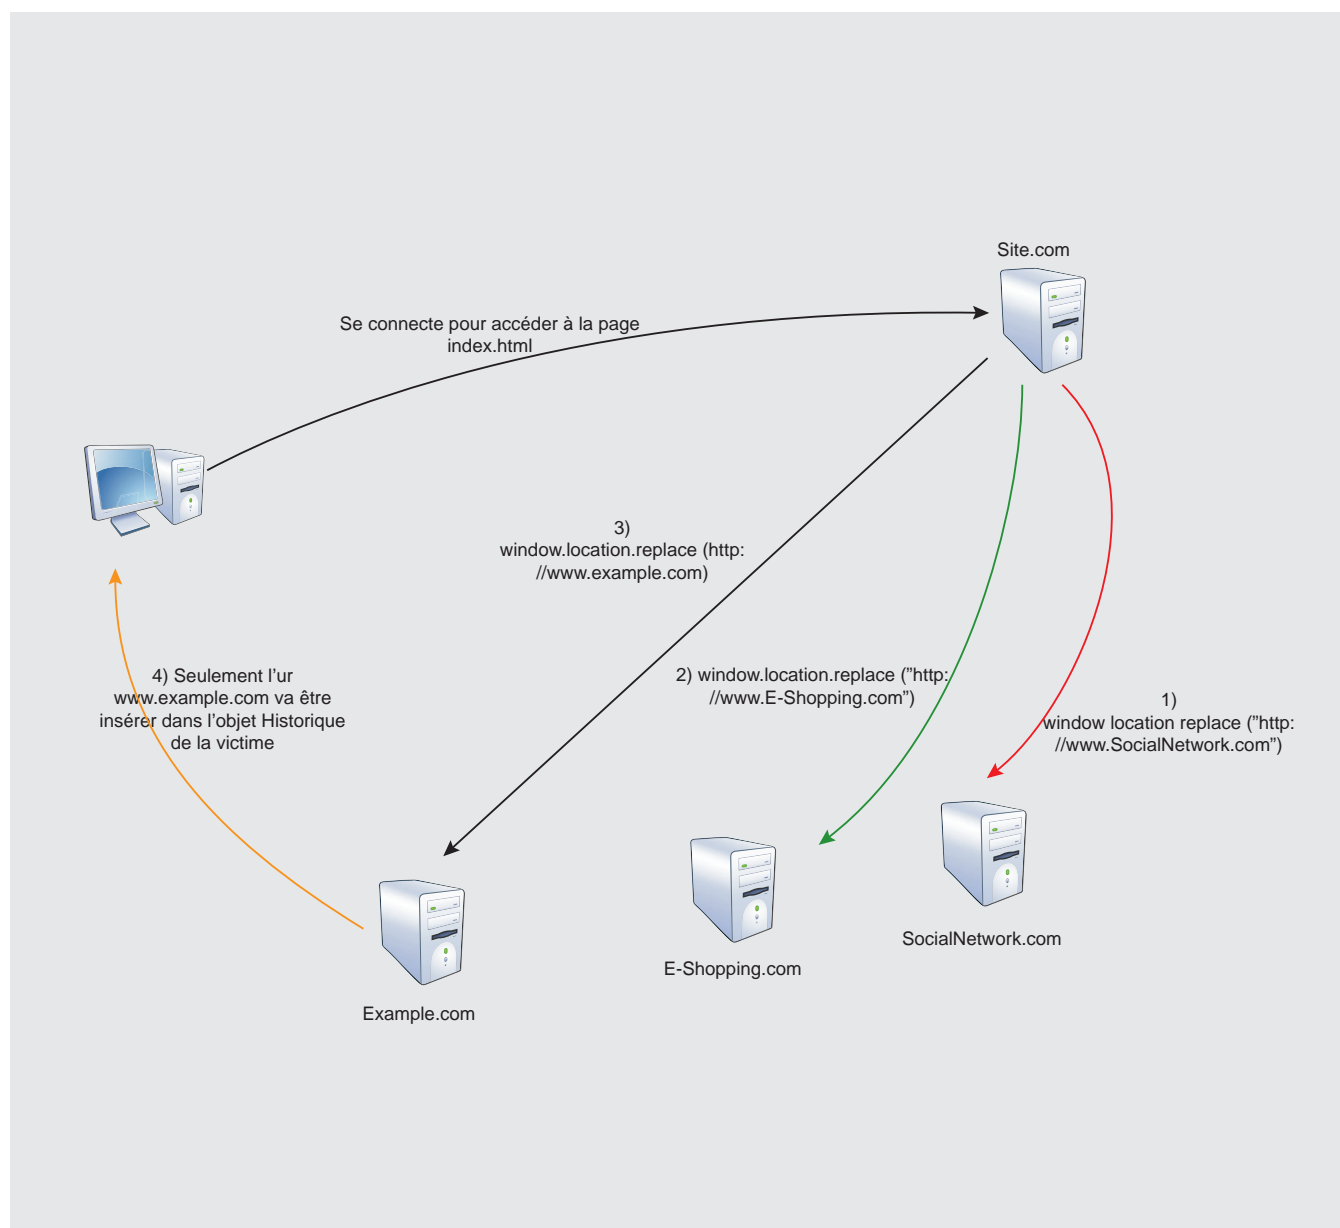 Site.com
Se connecte pour accéder à la page
index.html
3)
window.location.replace (http:
//www.example.com)
2) window.location.replace (”http:
//www.E-Shopping.com”)
1)
window location replace (”http:
//www.SocialNetwork.com”)
4) Seulement l’ur
www.example.com va être
insérer dans l’objet Historique
de la victime
SocialNetwork.com
E-Shopping.com
Example.com